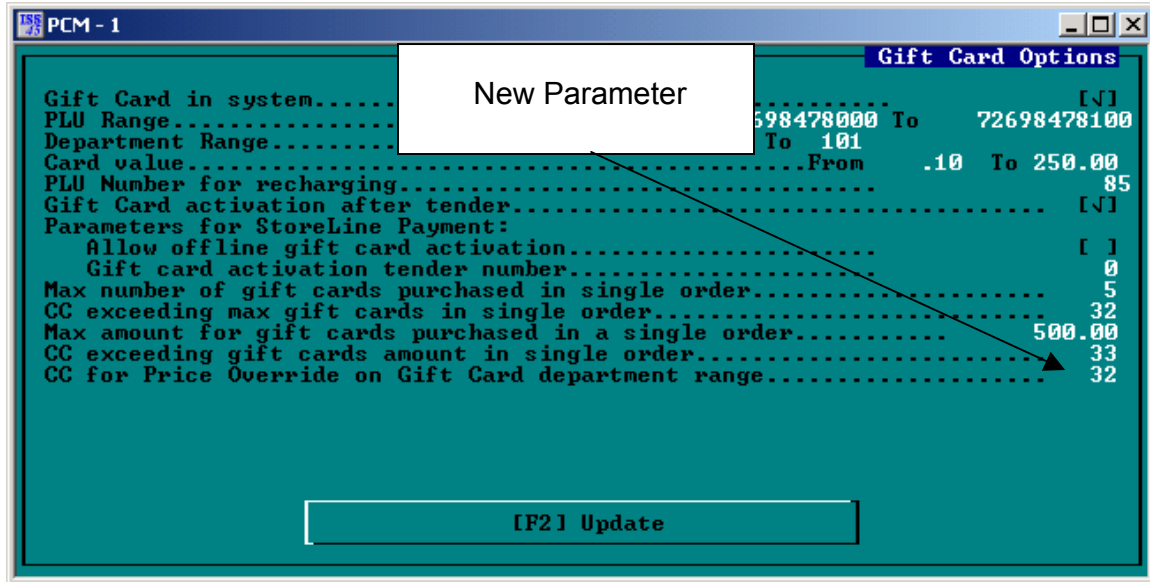 ISS 45 PCM - 1
Gift Card Options
New Parameter
Gift Card in system...... ......... [√]
PLU Range................ 698478000 To 72698478100
Department Range......... To 101
Card value...............................................From .10 To 250.00
PLU Number for recharging.................................... 85
Gift Card activation after tender........................................ [√]
Parameters for StoreLine Payment:
Allow offline gift card activation....................... [ ]
Gift card activation tender number....................... 0
Max number of gift cards purchased in single order...................... 5
CC exceeding max gift cards in single order............................. 32
Max amount for gift cards purchased in a single order........... 500.00
CC exceeding gift cards amount in single order.......................... 33
CC for Price Override on Gift Card department range..................... 32
[F2] Update